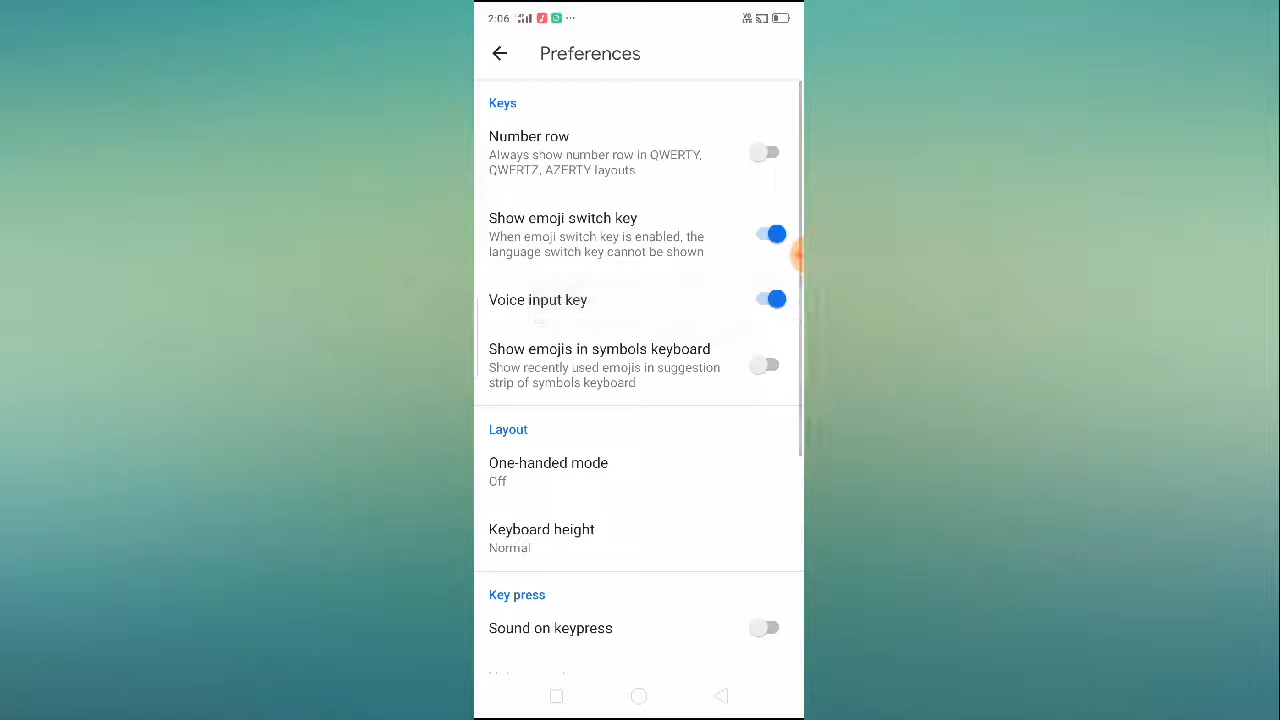 2:06
Preferences
Keys
Number row
Always show number row in QWERTY,
QWERTZ, AZERTY layouts
Show emoji switch key
When emoji switch key is enabled, the
language switch key cannot be shown
Voice input key
Show emojis in symbols keyboard
Show recently used emojis in suggestion
strip of symbols keyboard
Layout
One-handed mode
Off
Keyboard height
Normal
Key press
Sound on keypress